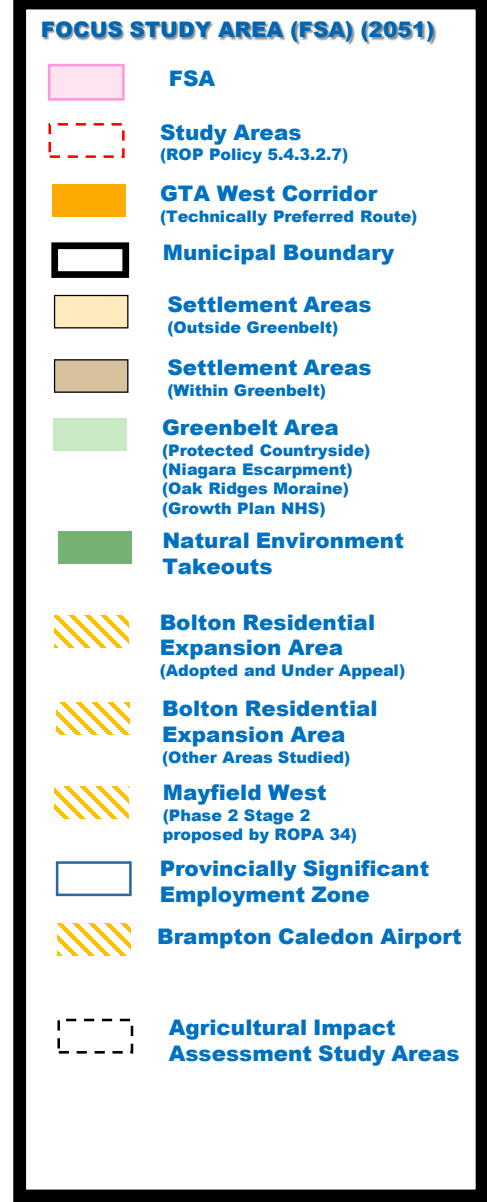 FOCUS STUDY AREA (FSA) (2051)
FSA
Study Areas
(ROP Policy 5.4.3.2.7)
GTA West Corridor
(Technically Preferred Route)
Municipal Boundary
Settlement Areas
(Outside Greenbelt)
Settlement Areas
(Within Greenbelt)
Greenbelt Area
(Protected Countryside)
(Niagara Escarpment)
(Oak Ridges Moraine)
(Growth Plan NHS)
Natural Environment
Takeouts
Bolton Residential
Expansion Area
(Adopted and Under Appeal)
Bolton Residential
Expansion Area
(Other Areas Studied)
Mayfield West
(Phase 2 Stage 2
proposed by ROPA 34)
Provincially Significant
Employment Zone
Brampton Caledon Airport
Agricultural Impact
Assessment Study Areas